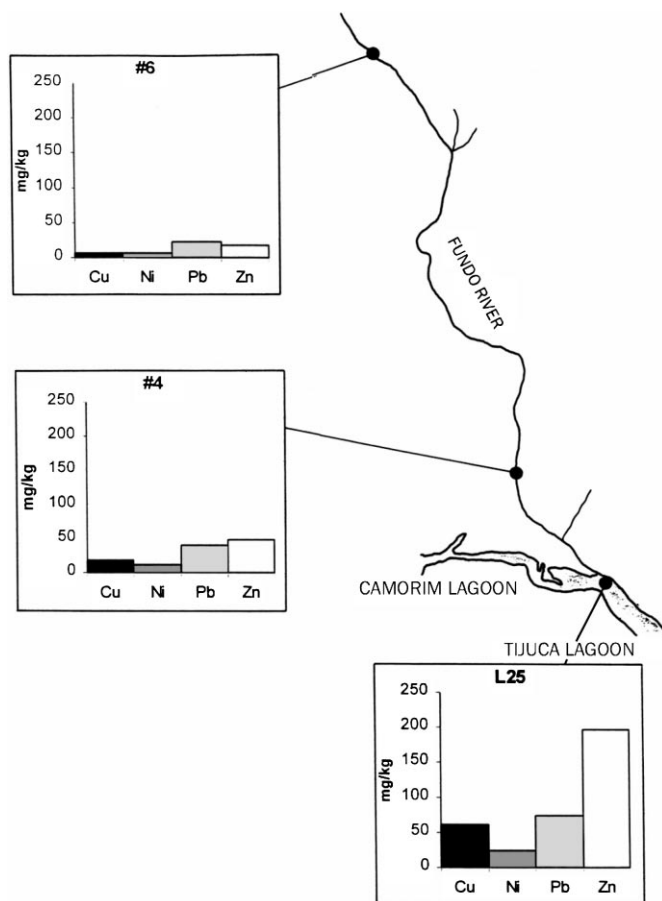 #6
250
200
150
100
50
0
mg/kg
Cu Ni Pb Zn
FUNDO RIVER
#4
250
200
150
100
50
0
mg/kg
Cu Ni Pb Zn
CAMORIM LAGOON
TIJUCA LAGOON
L25
250
200
150
100
50
0
mg/kg
Cu Ni Pb Zn